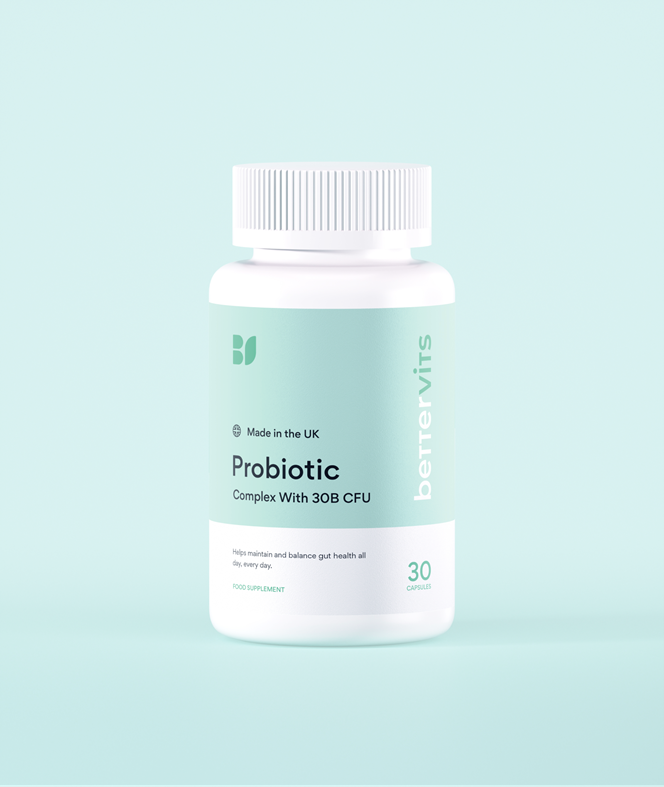 Made in the UK
Probiotic
Complex With 30B CFU
Helps maintain and balance gut health all
day, every day.
FOOD SUPPLEMENT
30
CAPSULES
bettervits